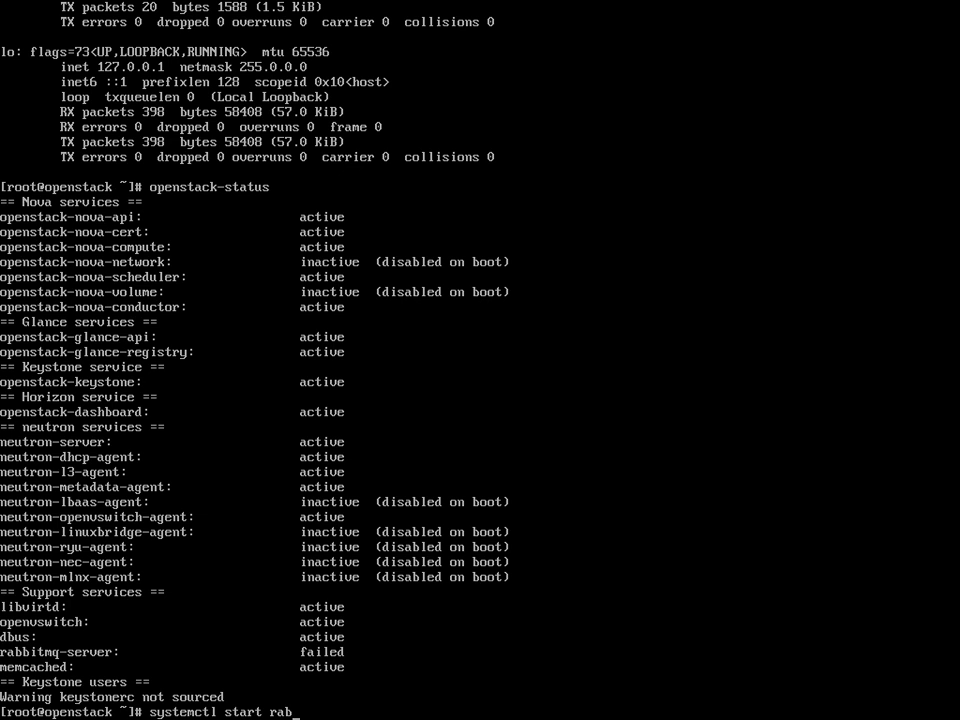 TX packets 20  bytes 1588 (1.5 KiB)
TX errors 0  dropped 0 overruns 0  carrier 0  collisions 0
lo: flags=73<UP,LOOPBACK,RUNNING>  mtu 65536
inet 127.0.0.1  netmask 255.0.0.0
inet6 ::1  prefixlen 128  scopeid 0x10<host>
loop  txqueuelen 0  (Local Loopback)
RX packets 398  bytes 58408 (57.0 KiB)
RX errors 0  dropped 0  overruns 0  frame 0
TX packets 398  bytes 58408 (57.0 KiB)
TX errors 0  dropped 0 overruns 0  carrier 0  collisions 0
[root@openstack ~]# openstack-status
== Nova services ==
openstack-nova-api: active
openstack-nova-cert: active
openstack-nova-compute: active
openstack-nova-network: inactive  (disabled on boot)
openstack-nova-scheduler: active
openstack-nova-volume: inactive  (disabled on boot)
openstack-nova-conductor: active
== Glance services ==
openstack-glance-api: active
openstack-glance-registry: active
== Keystone service ==
openstack-keystone: active
== Horizon service ==
openstack-dashboard: active
== neutron services ==
neutron-server: active
neutron-dhcp-agent: active
neutron-l3-agent: active
neutron-metadata-agent: active
neutron-lbaas-agent: inactive  (disabled on boot)
neutron-openvswitch-agent: active
neutron-linuxbridge-agent: inactive  (disabled on boot)
neutron-ryu-agent: inactive  (disabled on boot)
neutron-nec-agent: inactive  (disabled on boot)
neutron-mlnx-agent: inactive  (disabled on boot)
== Support services ==
libvirtd: active
openvswitch: active
dbus: active
rabbitmq-server: failed
memcached: active
== Keystone users ==
Warning keystonerc not sourced
[root@openstack ~]# systemctl start rab_